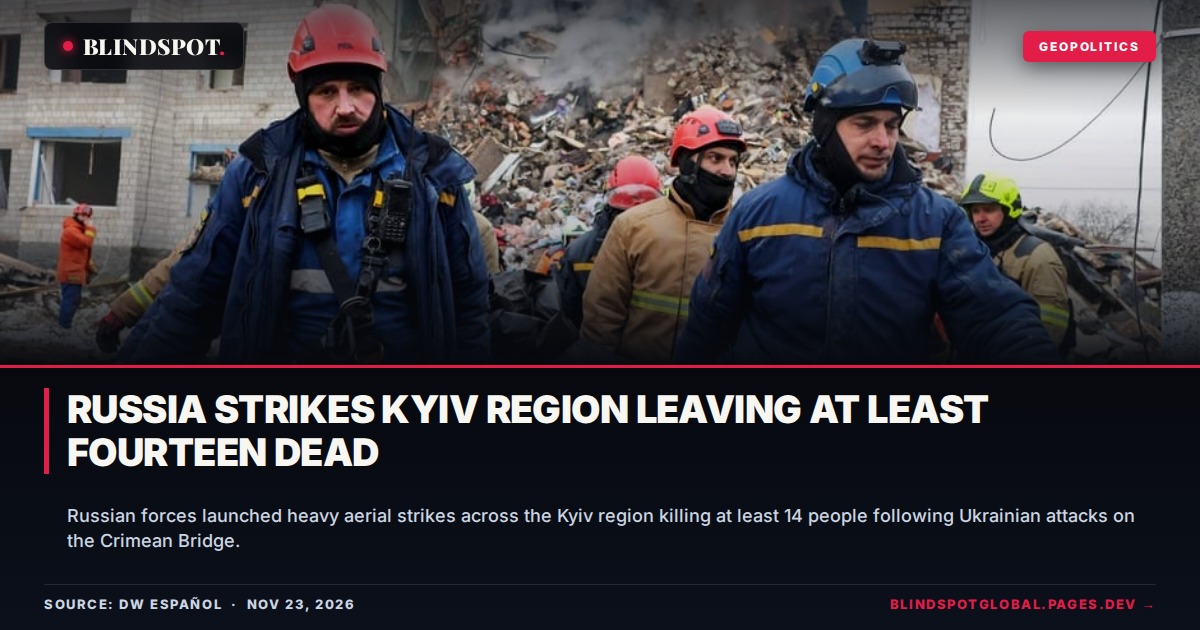 BLINDSPOT.
GEOPOLITICS
RUSSIA STRIKES KYIV REGION LEAVING AT LEAST
FOURTEEN DEAD
Russian forces launched heavy aerial strikes across the Kyiv region killing at least 14 people following Ukrainian attacks on
the Crimean Bridge.
SOURCE: DW ESPAÑOL · NOV 23, 2026
BLINDSPOTGLOBAL.PAGES.DEV →